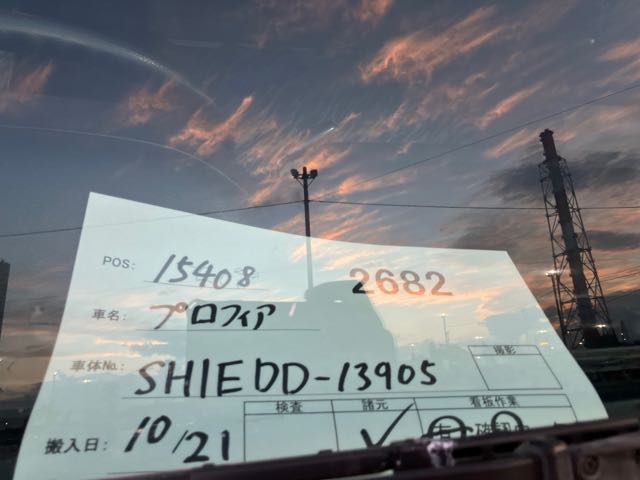 POS: 15408 2682
車名: プロフィア
車体No.: SHIEDD-13905
撮影
検査 諸元 看板作業
搬入日: 10/21 ✓